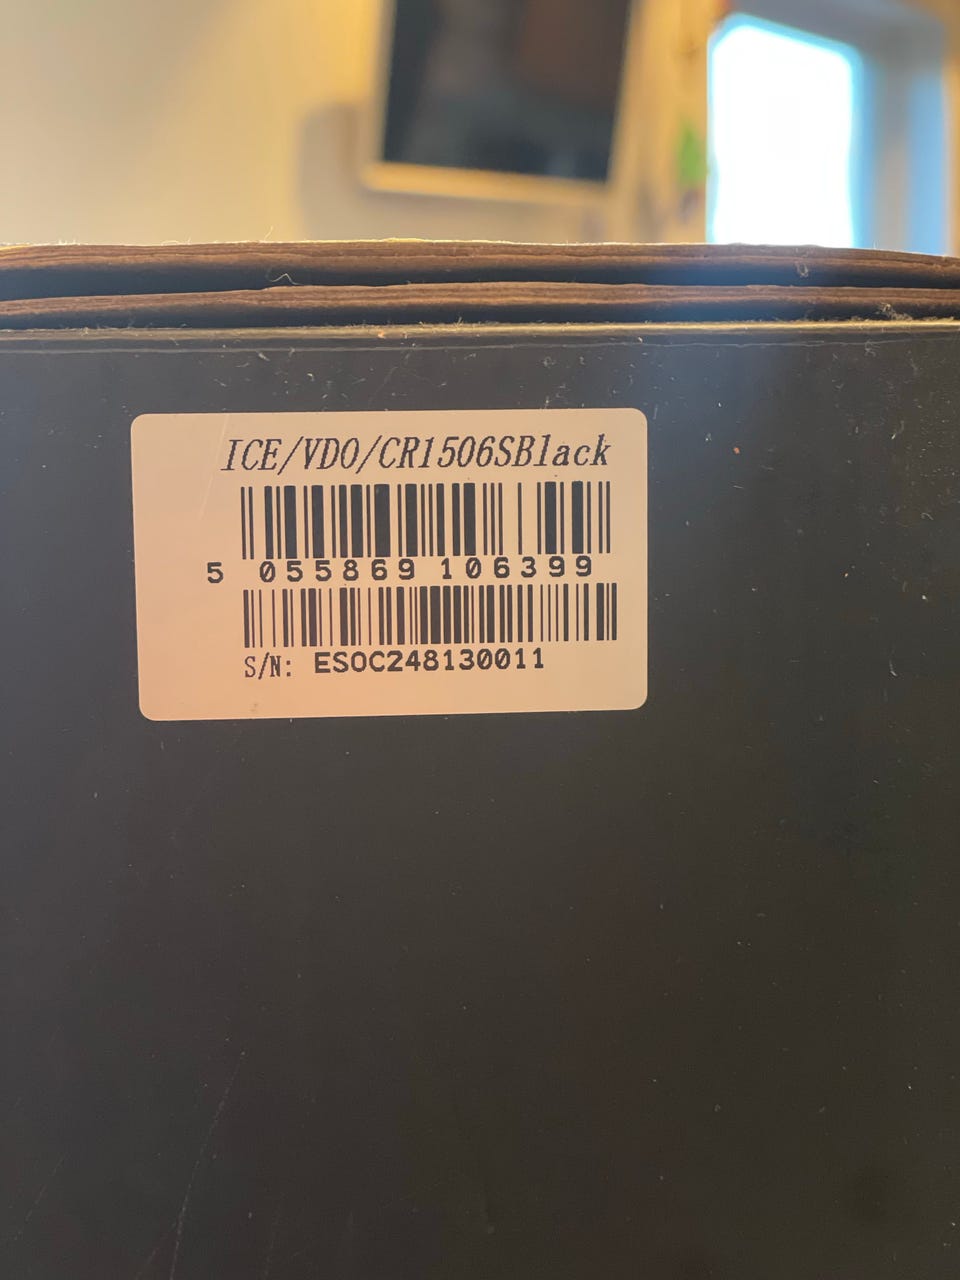 ICE/VDO/CR1506SBlack
5 055869 106399
S/N: ESOC248130011